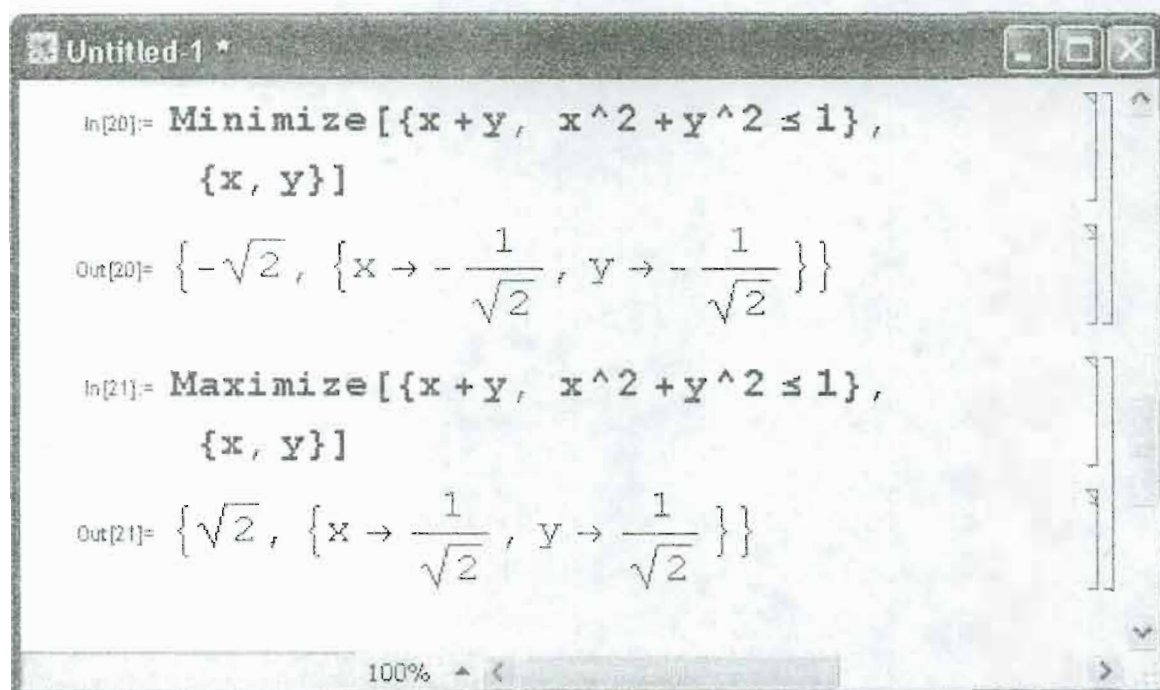 Untitled-1 *
In[20]:= Minimize[{x + y, x^2 + y^2 ≤ 1},
{x, y}]
Out[20]= {-√2, {x → -1/√2, y → -1/√2}}
In[21]:= Maximize[{x + y, x^2 + y^2 ≤ 1},
{x, y}]
Out[21]= {√2, {x → 1/√2, y → 1/√2}}
100%